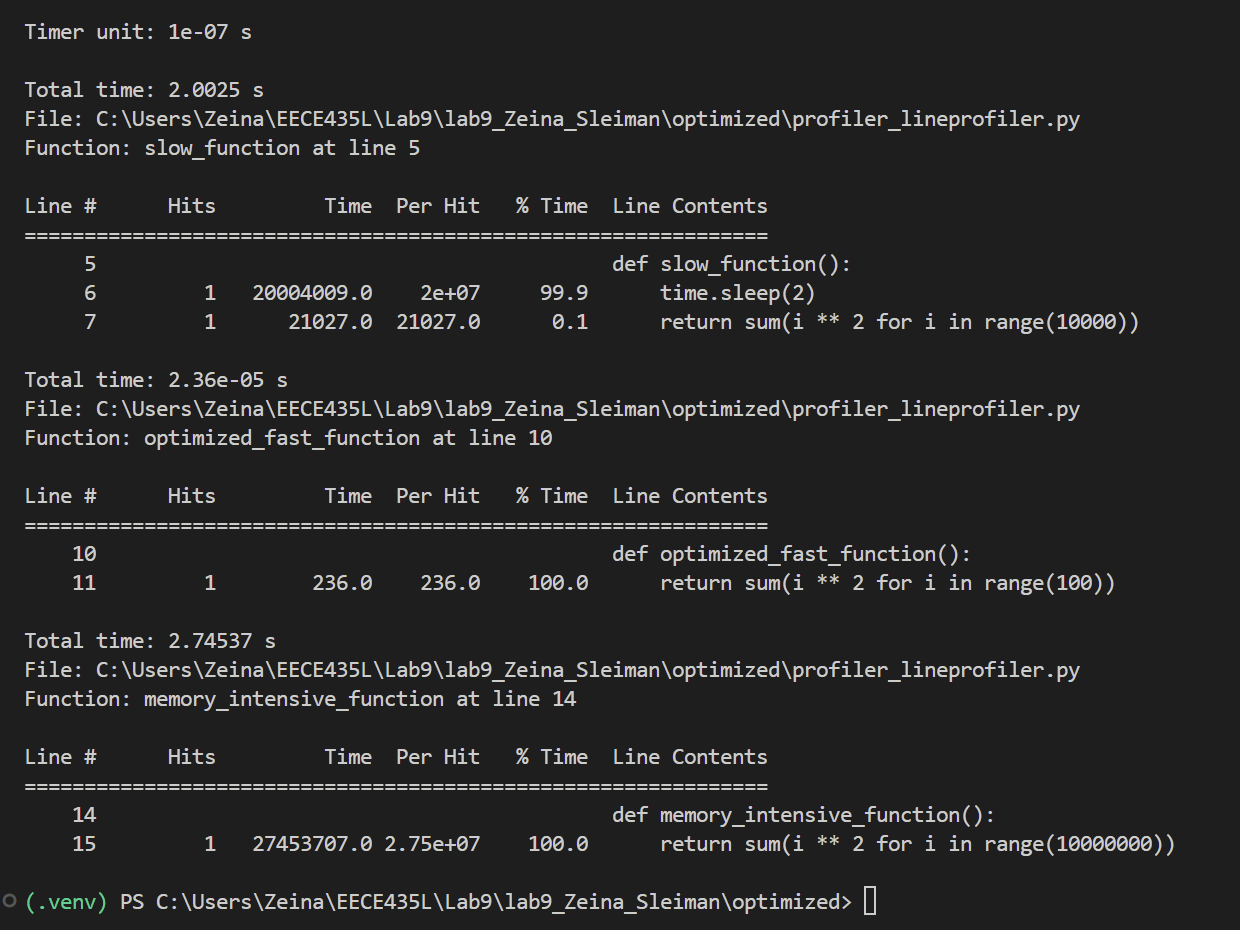 Timer unit: 1e-07 s

Total time: 2.0025 s
File: C:\Users\Zeina\EECE435L\Lab9\lab9_Zeina_Sleiman\optimized\profiler_lineprofiler.py
Function: slow_function at line 5

Line #      Hits         Time  Per Hit   % Time  Line Contents
==============================================================
     5                                           def slow_function():
     6         1   20004009.0    2e+07     99.9      time.sleep(2)
     7         1      21027.0  21027.0      0.1      return sum(i ** 2 for i in range(10000))

Total time: 2.36e-05 s
File: C:\Users\Zeina\EECE435L\Lab9\lab9_Zeina_Sleiman\optimized\profiler_lineprofiler.py
Function: optimized_fast_function at line 10

Line #      Hits         Time  Per Hit   % Time  Line Contents
==============================================================
    10                                           def optimized_fast_function():
    11         1        236.0    236.0    100.0      return sum(i ** 2 for i in range(100))

Total time: 2.74537 s
File: C:\Users\Zeina\EECE435L\Lab9\lab9_Zeina_Sleiman\optimized\profiler_lineprofiler.py
Function: memory_intensive_function at line 14

Line #      Hits         Time  Per Hit   % Time  Line Contents
==============================================================
    14                                           def memory_intensive_function():
    15         1   27453707.0 2.75e+07    100.0      return sum(i ** 2 for i in range(10000000))

(.venv) PS C:\Users\Zeina\EECE435L\Lab9\lab9_Zeina_Sleiman\optimized>